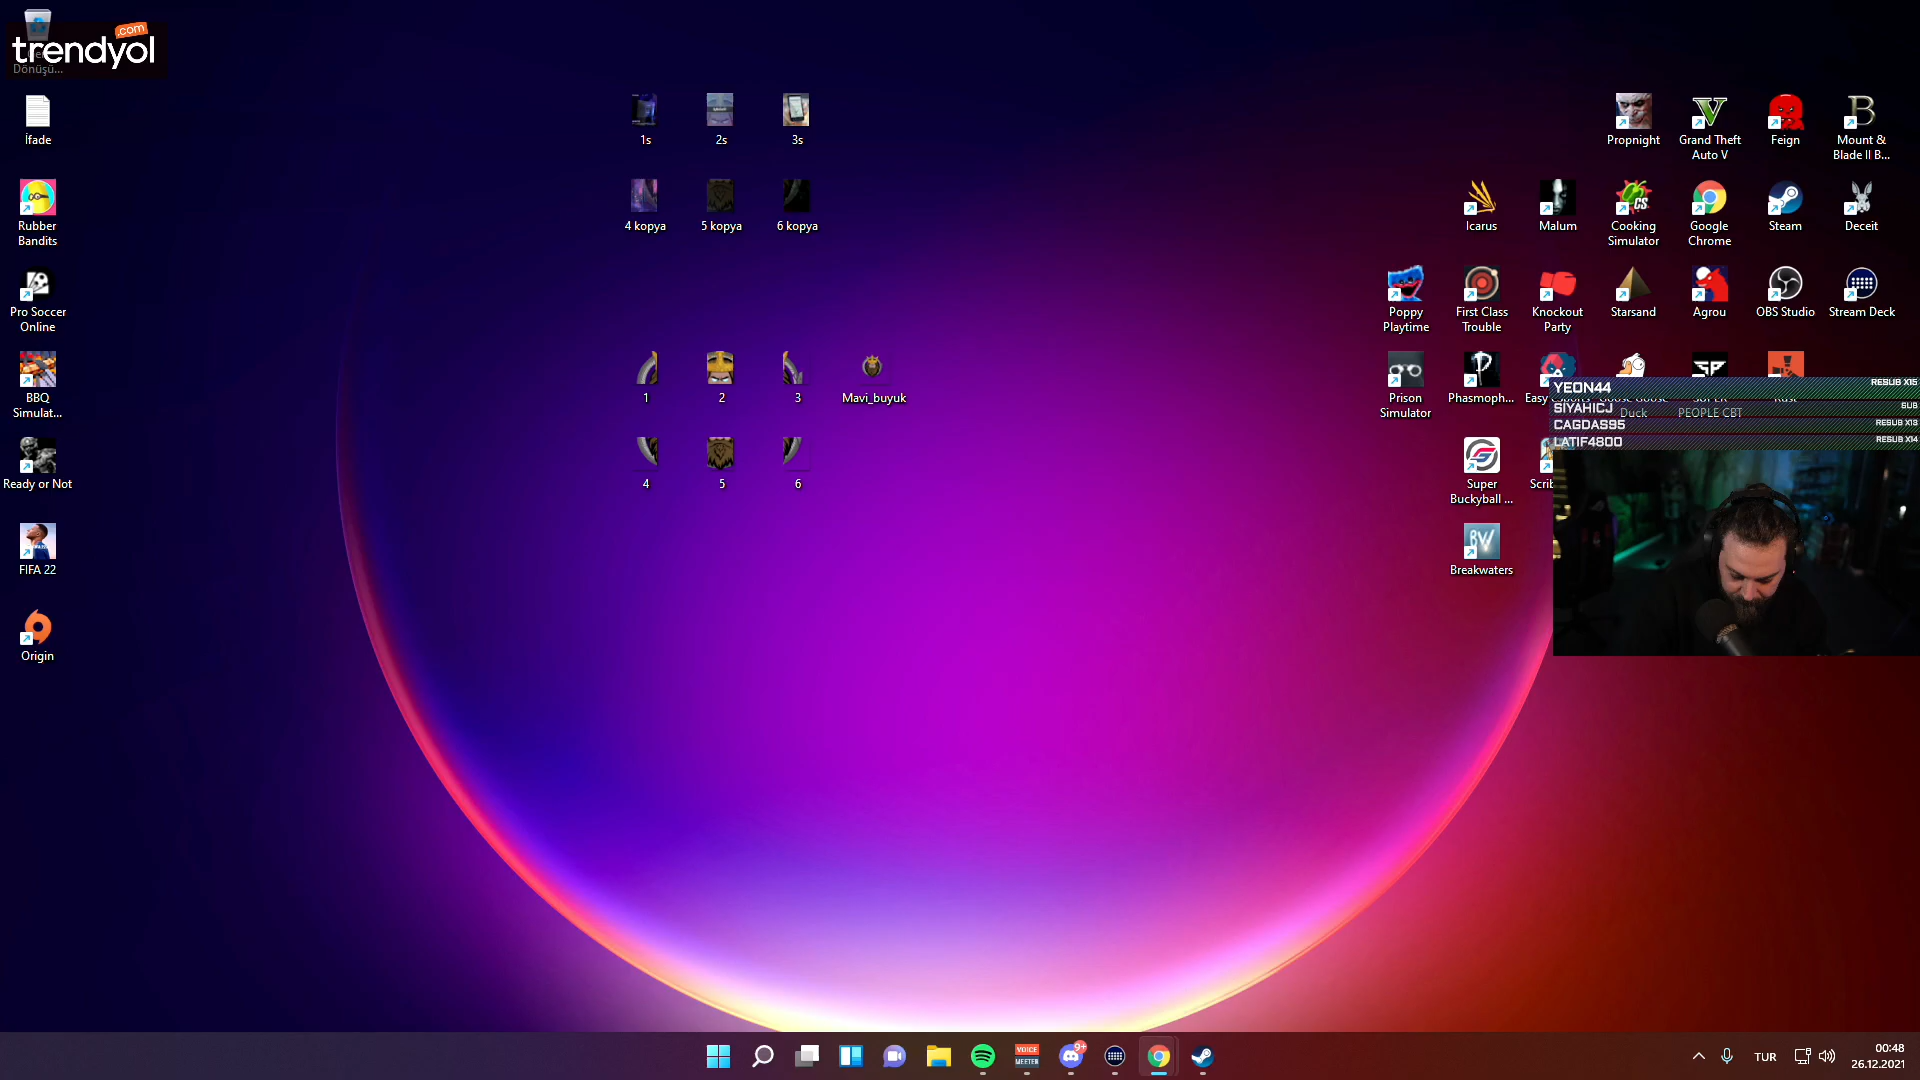 trendyol
.com
Dönüşü...
İfade
Rubber
Bandits
Pro Soccer
Online
BBQ
Simulat...
Ready or Not
FIFA 22
Origin
1s
2s
3s
4 kopya
5 kopya
6 kopya
1
2
3
Mavi_buyuk
4
5
6
Propnight
Grand Theft
Auto V
Feign
Mount &
Blade II B...
Icarus
Malum
Cooking
Simulator
Google
Chrome
Steam
Deceit
Poppy
Playtime
First Class
Trouble
Knockout
Party
Starsand
Agrou
OBS Studio
Stream Deck
Prison
Simulator
Phasmoph...
Easy
Duck
PEOPLE CBT
YEON44
RESUB X15
SIYAHICJ
SUB
CAGDAS95
RESUB X13
LATIF4800
RESUB X14
Super
Buckyball ...
Scrib
Breakwaters
VOICE
MEETER
9+
TUR
00:48
26.12.2021